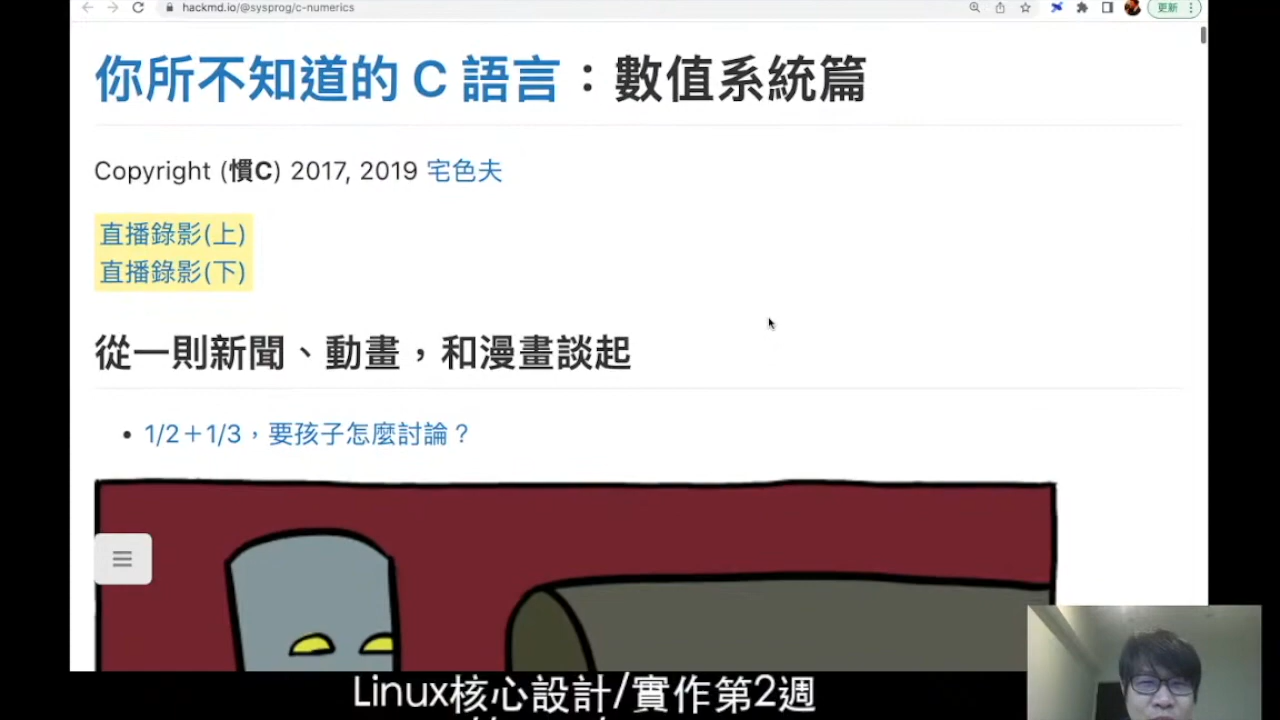 hackmd.io/@sysprog/c-numerics
更新
你所不知道的 C 語言：數值系統篇
Copyright (慣C) 2017, 2019 宅色夫
直播錄影(上)
直播錄影(下)
從一則新聞、動畫，和漫畫談起
1/2＋1/3，要孩子怎麼討論？
Linux核心設計/實作第2週